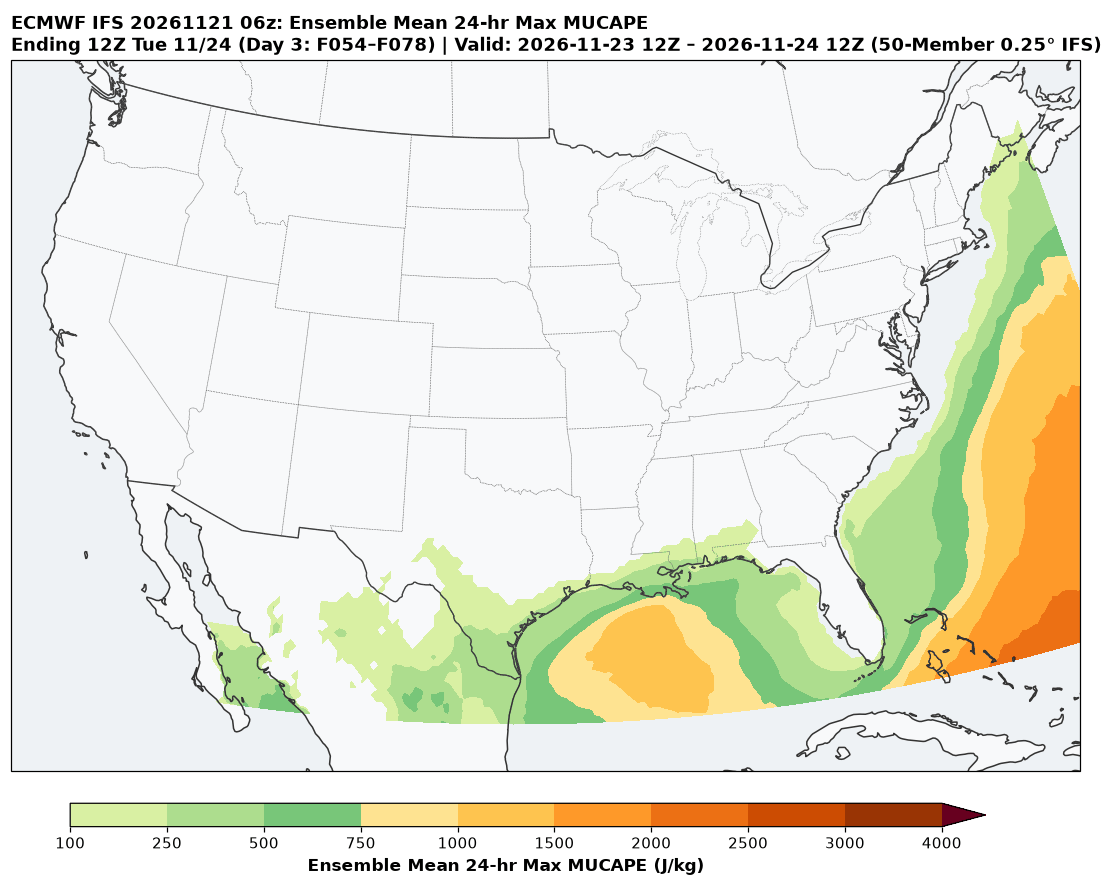 ECMWF IFS 20261121 06z: Ensemble Mean 24-hr Max MUCAPE
Ending 12Z Tue 11/24 (Day 3: F054–F078) | Valid: 2026-11-23 12Z – 2026-11-24 12Z (50-Member 0.25° IFS)
100 250 500 750 1000 1500 2000 2500 3000 4000
Ensemble Mean 24-hr Max MUCAPE (J/kg)